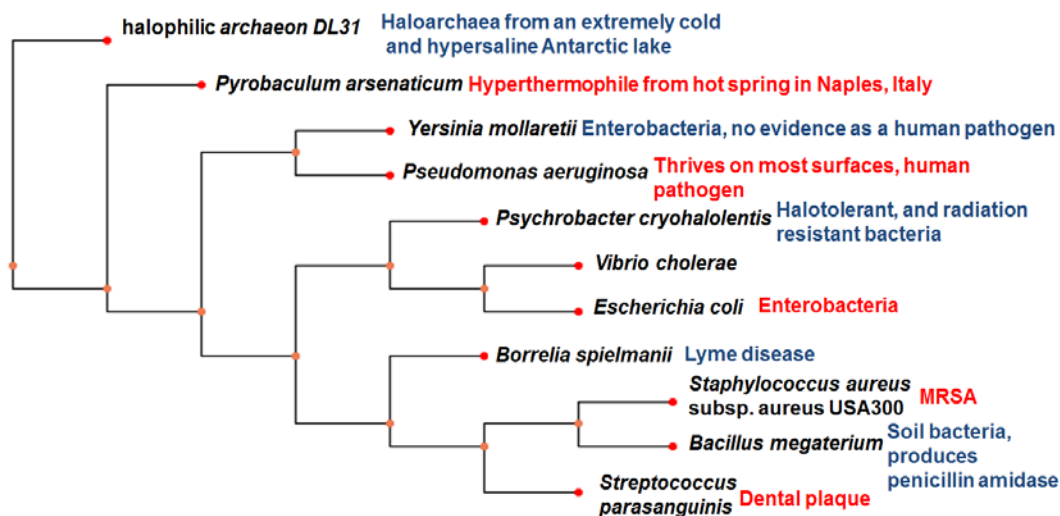 halophilic archaeon DL31 Haloarchaea from an extremely cold
and hypersaline Antarctic lake
Pyrobaculum arsenaticum Hyperthermophile from hot spring in Naples, Italy
Yersinia mollaretii Enterobacteria, no evidence as a human pathogen
Pseudomonas aeruginosa Thrives on most surfaces, human
pathogen
Psychrobacter cryohalolentis Halotolerant, and radiation
resistant bacteria
Vibrio cholerae
Escherichia coli Enterobacteria
Borrelia spielmanii Lyme disease
Staphylococcus aureus
subsp. aureus USA300 MRSA
Bacillus megaterium Soil bacteria,
produces
penicillin amidase
Streptococcus
parasanguinis Dental plaque